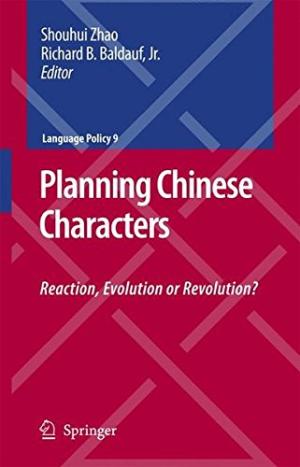 Shouhui Zhao
Richard B. Baldauf, Jr.
Editor
Language Policy 9
Planning Chinese
Characters
Reaction, Evolution or Revolution?
Springer